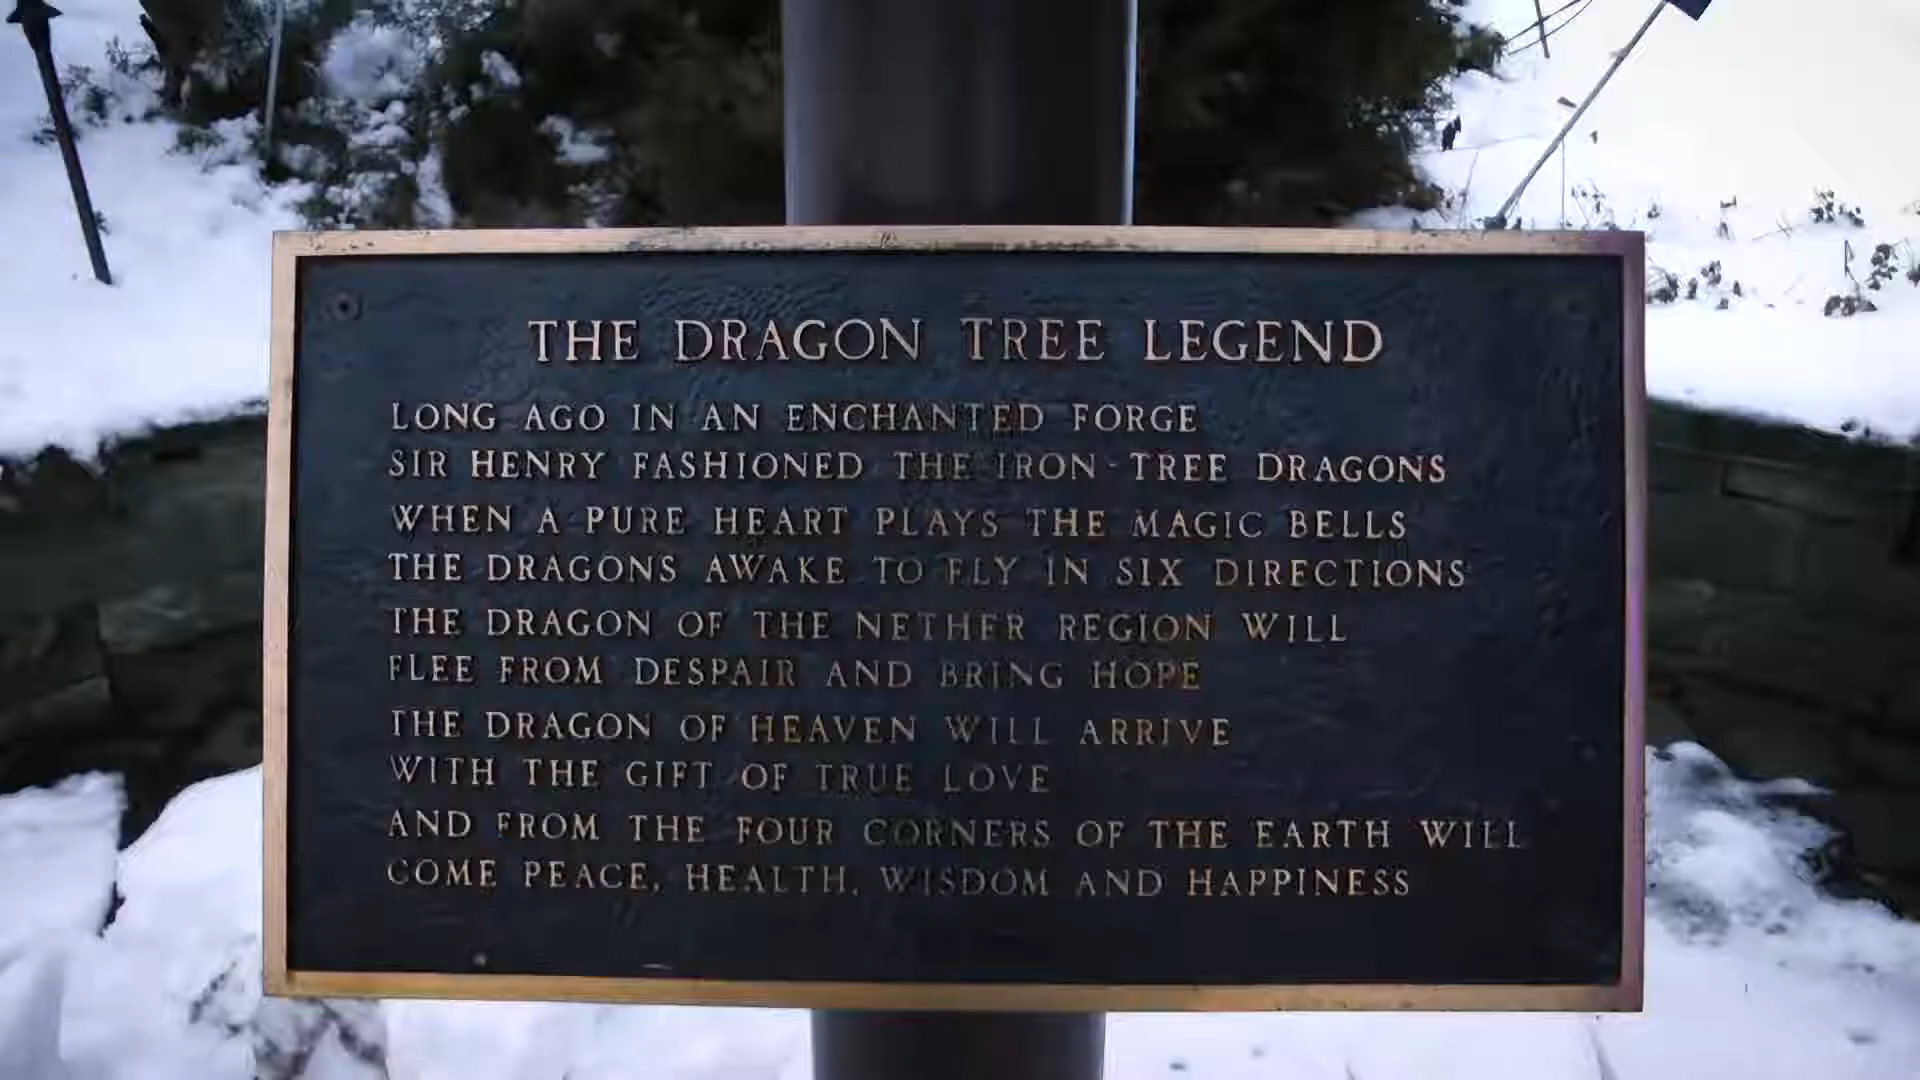 THE DRAGON TREE LEGEND
LONG AGO IN AN ENCHANTED FORGE
SIR HENRY FASHIONED THE IRON-TREE DRAGONS
WHEN A PURE HEART PLAYS THE MAGIC BELLS
THE DRAGONS AWAKE TO FLY IN SIX DIRECTIONS
THE DRAGON OF THE NETHER REGION WILL
FLEE FROM DESPAIR AND BRING HOPE
THE DRAGON OF HEAVEN WILL ARRIVE
WITH THE GIFT OF TRUE LOVE
AND FROM THE FOUR CORNERS OF THE EARTH WILL
COME PEACE, HEALTH, WISDOM AND HAPPINESS